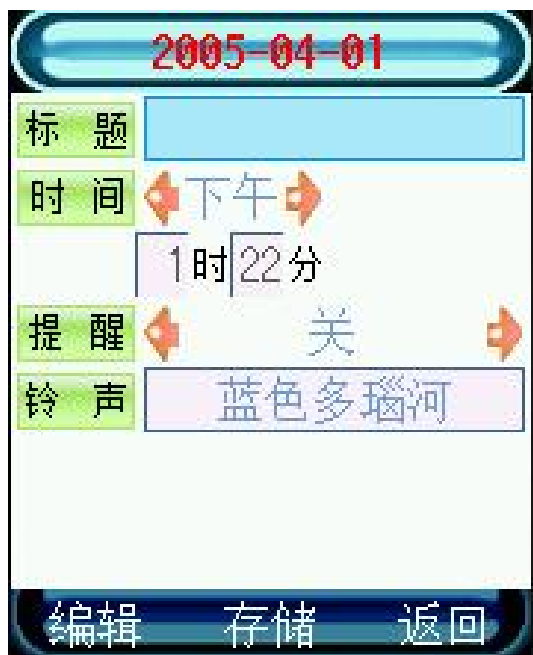 2005-04-01
标 题
时 间 下午
1时22分
提 醒 关
铃 声 蓝色多瑙河
编辑 存储 返回